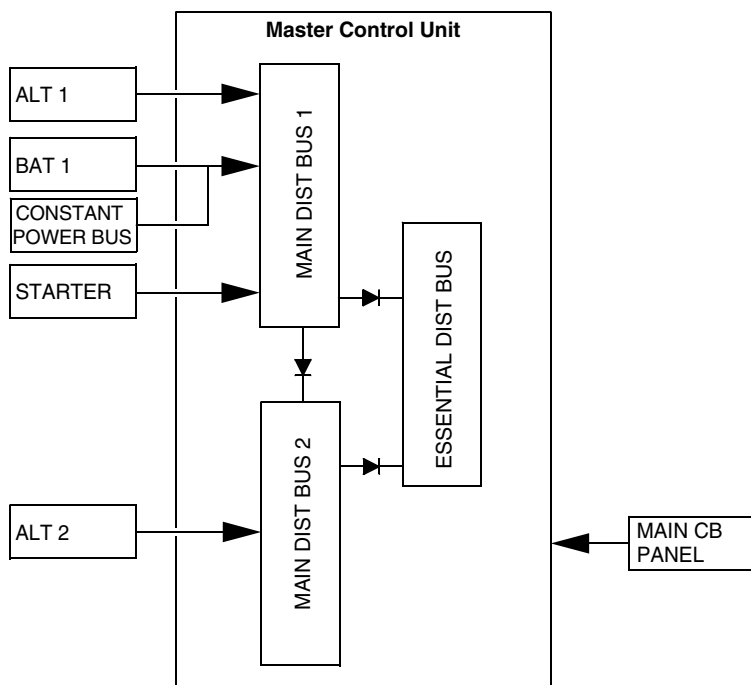 Master Control Unit
ALT 1
BAT 1
CONSTANT
POWER BUS
STARTER
MAIN DIST BUS 1
ESSENTIAL DIST BUS
MAIN DIST BUS 2
ALT 2
MAIN CB
PANEL